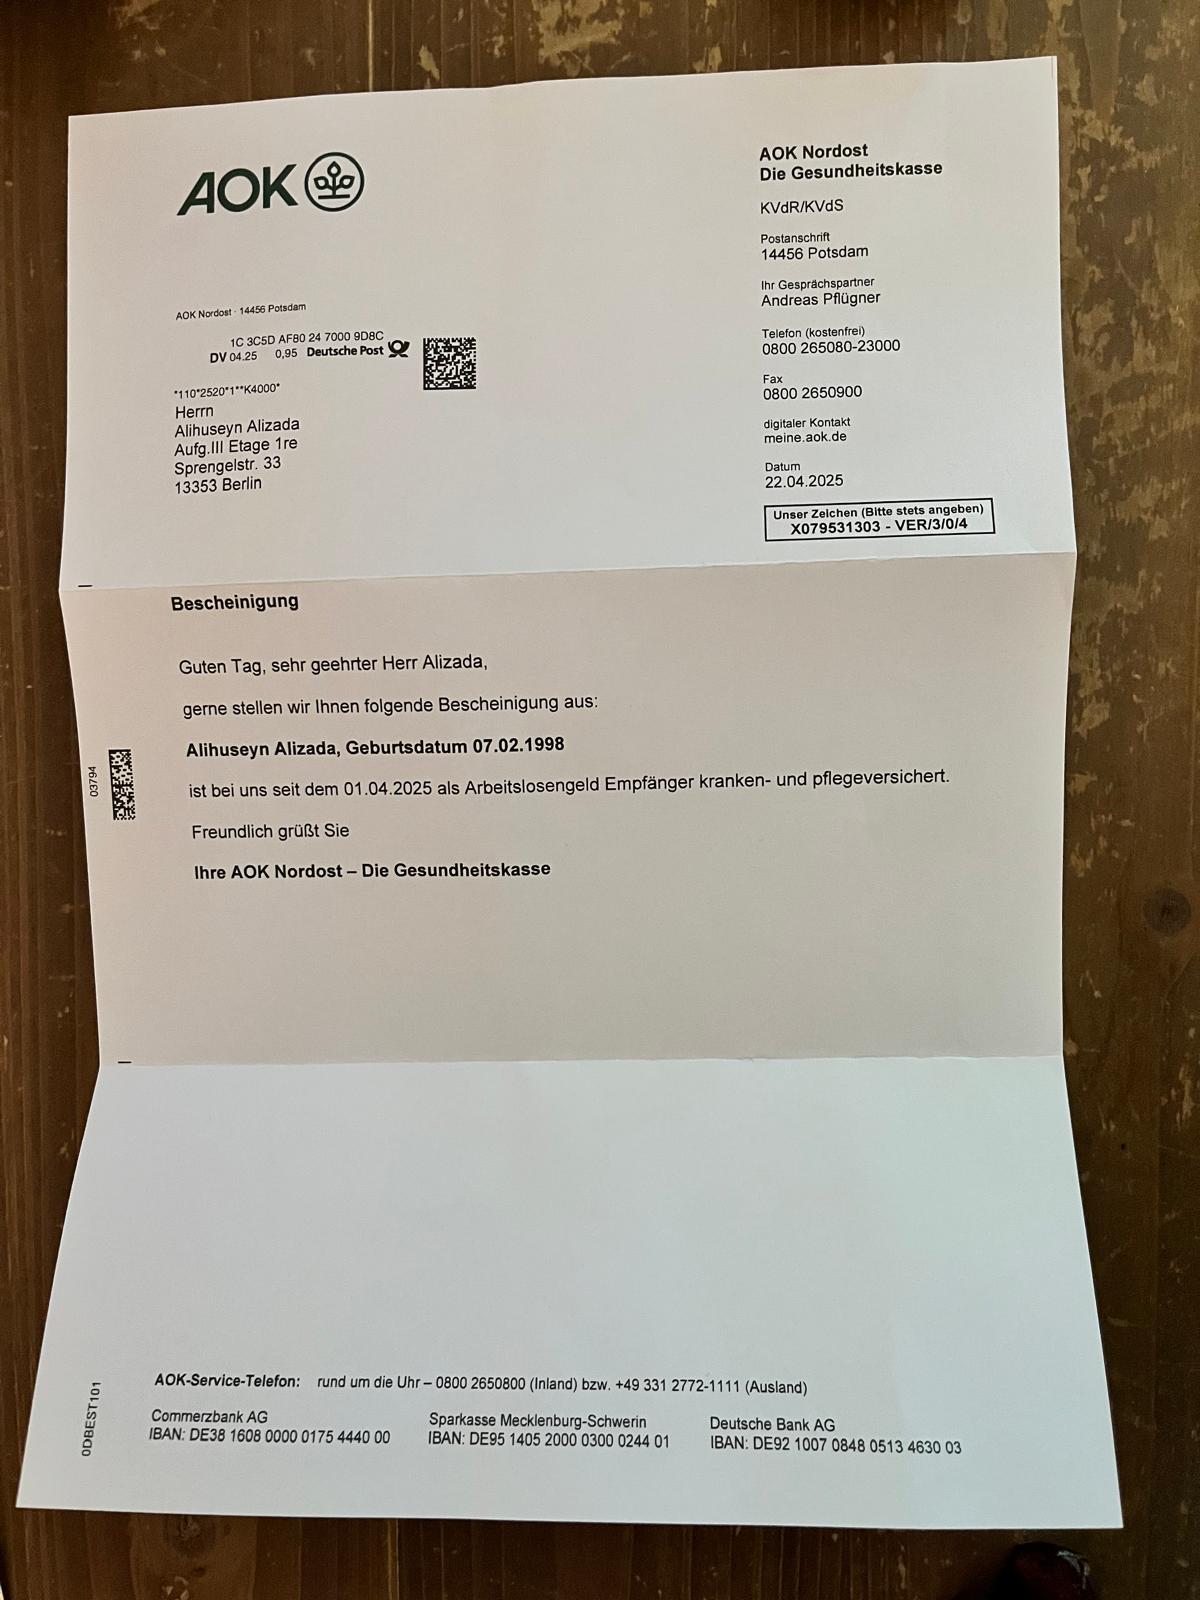 AOK
AOK Nordost
Die Gesundheitskasse
KVdR/KVdS
Postanschrift
14456 Potsdam
Ihr Gesprächspartner
Andreas Pflügner
Telefon (kostenfrei)
0800 265080-23000
Fax
0800 2650900
digitaler Kontakt
meine.aok.de
Datum
22.04.2025
Unser Zeichen (Bitte stets angeben)
X079531303 - VER/3/0/4
AOK Nordost · 14456 Potsdam
1C 3C5D AF80 24 7000 9D8C
DV 04.25 0,95 Deutsche Post
*110*2520*1**K4000*
Herrn
Alihuseyn Alizada
Aufg.III Etage 1re
Sprengelstr. 33
13353 Berlin
Bescheinigung
Guten Tag, sehr geehrter Herr Alizada,
gerne stellen wir Ihnen folgende Bescheinigung aus:
Alihuseyn Alizada, Geburtsdatum 07.02.1998
ist bei uns seit dem 01.04.2025 als Arbeitslosengeld Empfänger kranken- und pflegeversichert.
Freundlich grüßt Sie
Ihre AOK Nordost – Die Gesundheitskasse
03794
0DBEST101
AOK-Service-Telefon: rund um die Uhr – 0800 2650800 (Inland) bzw. +49 331 2772-1111 (Ausland)
Commerzbank AG
IBAN: DE38 1608 0000 0175 4440 00
Sparkasse Mecklenburg-Schwerin
IBAN: DE95 1405 2000 0300 0244 01
Deutsche Bank AG
IBAN: DE92 1007 0848 0513 4630 03